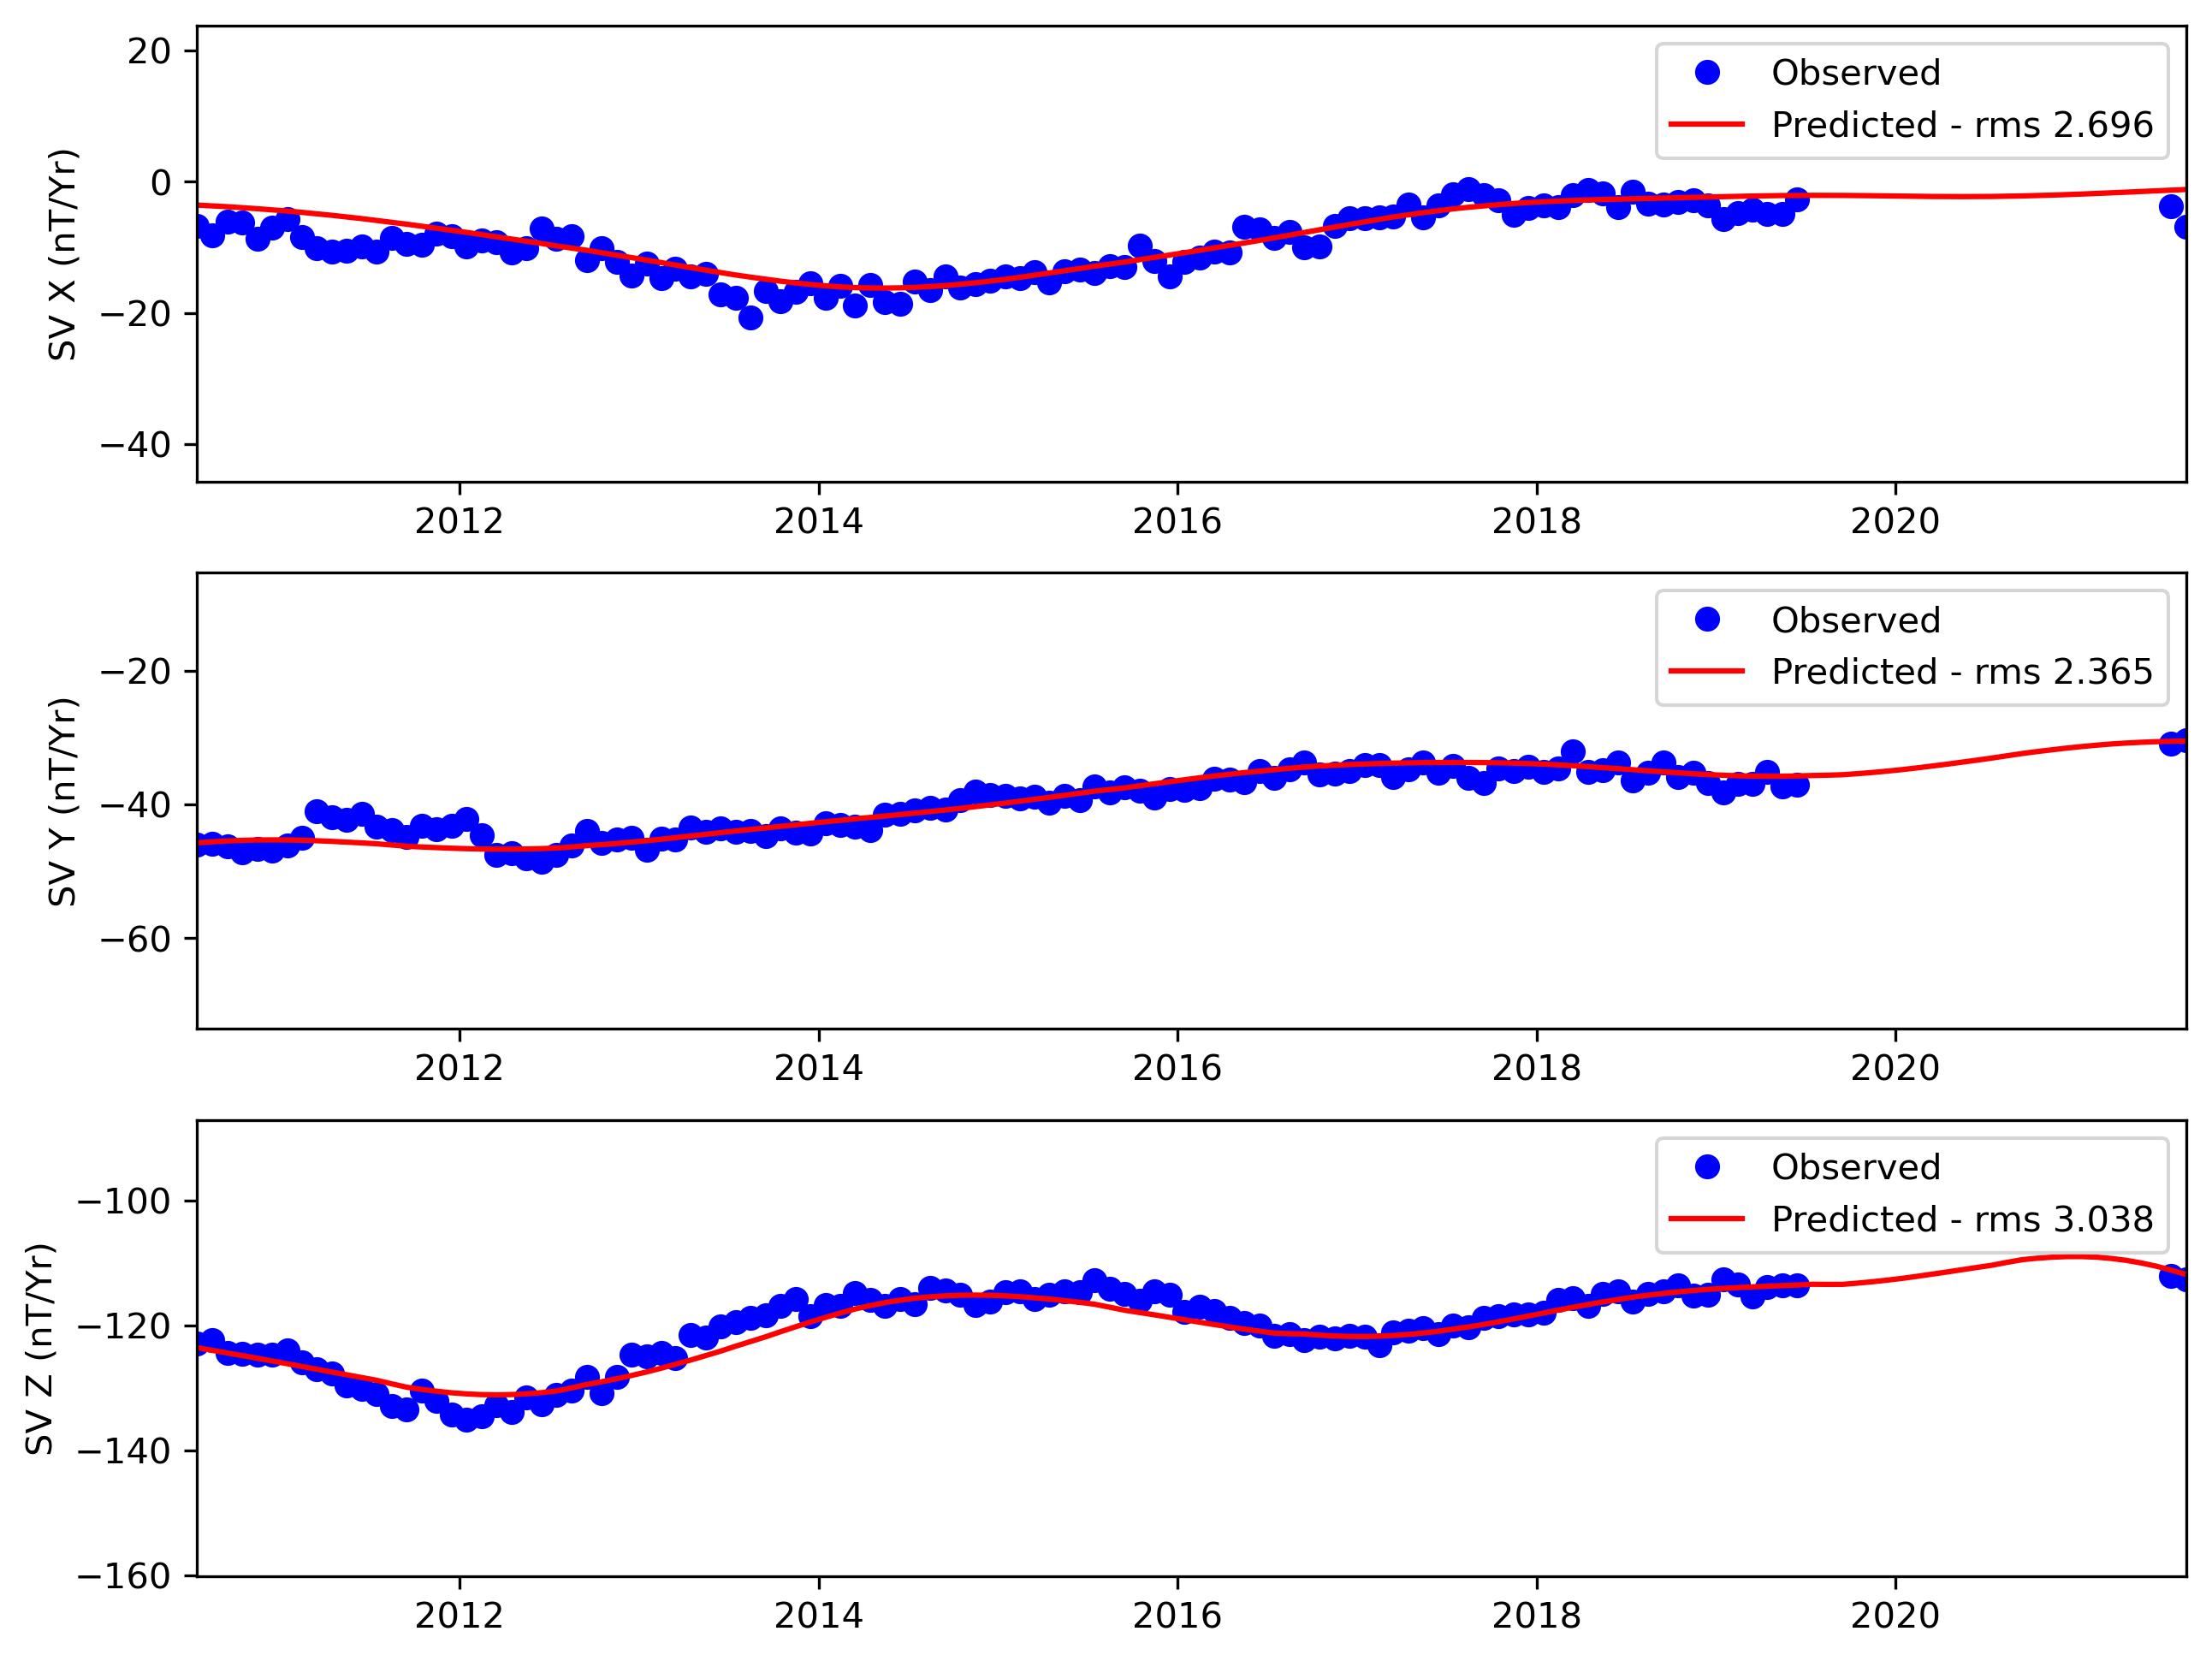 20
0
−20
−40
SV X (nT/Yr)
Observed
Predicted - rms 2.696
2012 2014 2016 2018 2020
−20
−40
−60
SV Y (nT/Yr)
Observed
Predicted - rms 2.365
2012 2014 2016 2018 2020
−100
−120
−140
−160
SV Z (nT/Yr)
Observed
Predicted - rms 3.038
2012 2014 2016 2018 2020